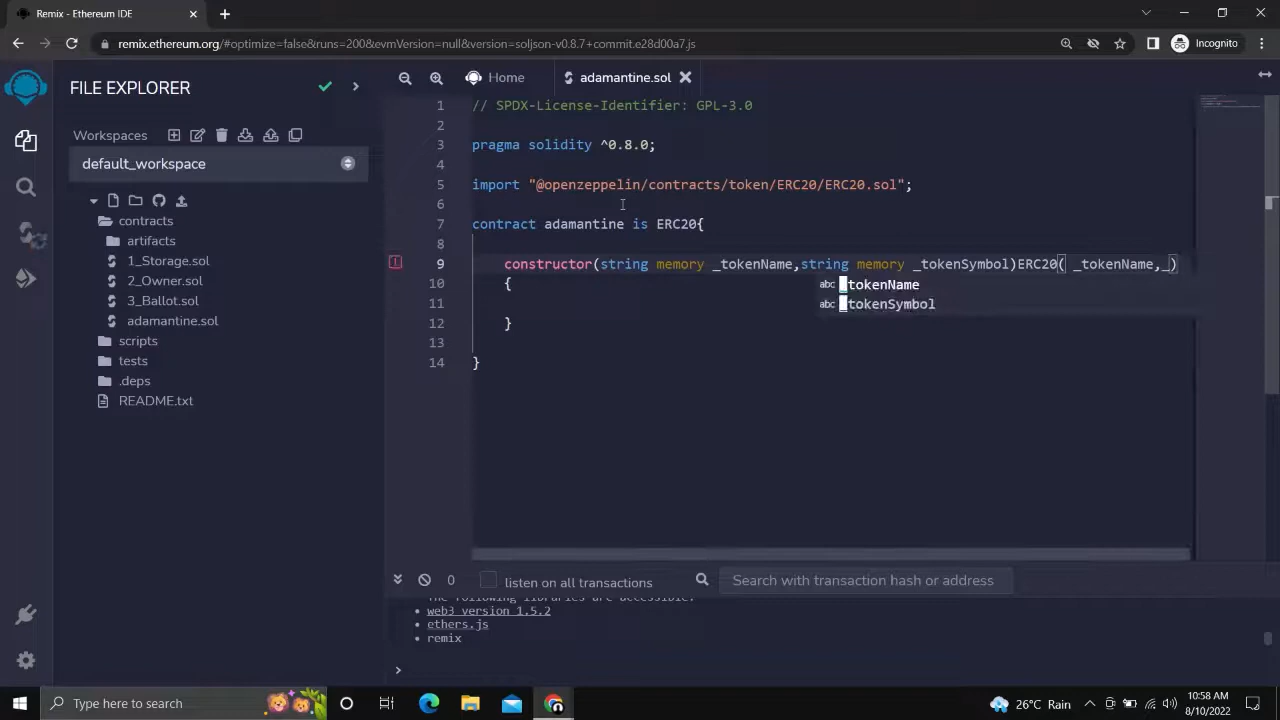 Remix - Ethereum IDE
remix.ethereum.org/#optimize=false&runs=200&evmVersion=null&version=soljson-v0.8.7+commit.e28d00a7.js
Incognito
FILE EXPLORER
Home
adamantine.sol
Workspaces
default_workspace
contracts
artifacts
1_Storage.sol
2_Owner.sol
3_Ballot.sol
adamantine.sol
scripts
tests
.deps
README.txt
1 // SPDX-License-Identifier: GPL-3.0
2
3 pragma solidity ^0.8.0;
4
5 import "@openzeppelin/contracts/token/ERC20/ERC20.sol";
6
7 contract adamantine is ERC20{
8
9 constructor(string memory _tokenName,string memory _tokenSymbol)ERC20( _tokenName,_)
10 {
abc _tokenName
11
abc _tokenSymbol
12 }
13
14 }
0 listen on all transactions
Search with transaction hash or address
The following libraries are accessible:
• web3 version 1.5.2
• ethers.js
• remix
>
Type here to search
26°C Rain
10:58 AM
8/10/2022